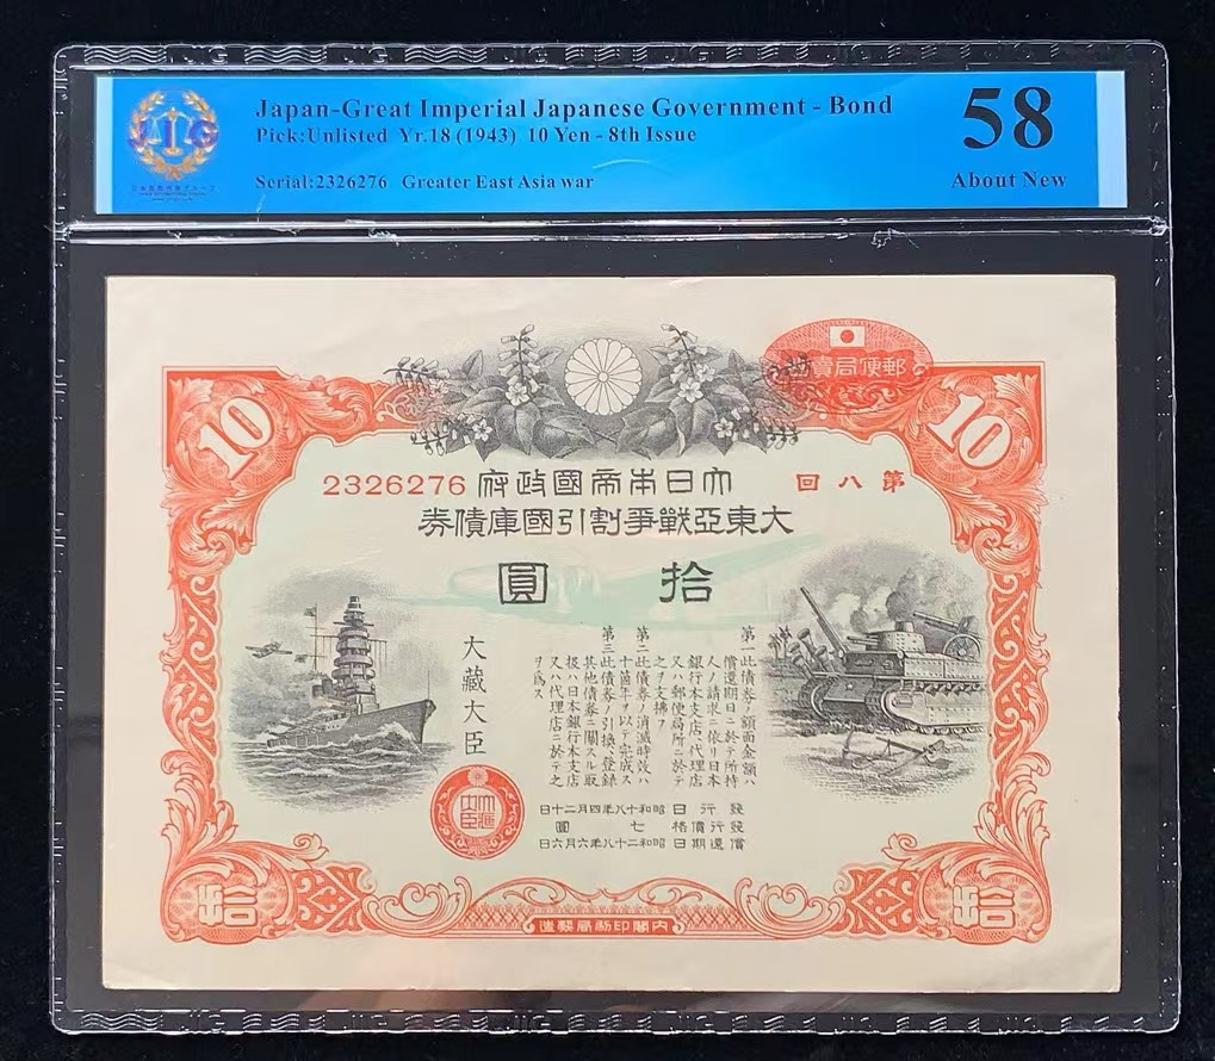 Japan-Great Imperial Japanese Government - Bond
Pick:Unlisted Yr.18 (1943) 10 Yen - 8th Issue
Serial:2326276 Greater East Asia war
58
About New
JIG
郵便局賣
10
10
第八回
大日本帝國政府
2326276
大東亞戰爭割引國庫債券
拾圓
第一 此債券ノ額面金額ハ
償還期日ニ於テ所持
人ノ請求ニ依リ日本
銀行本支店、代理店
又ハ郵便局所ニ於テ
之ヲ支拂フ
第二 此債券ノ消滅時效ハ
十箇年ヲ以テ完成ス
第三 此債券ノ引換、登錄
其他債券ニ關スル取
扱ハ日本銀行本支店
又ハ代理店ニ於テ之
ヲ爲ス
大藏大臣
發行日 昭和十八年四月二十日
發行價格 七圓
償還期日 昭和二十八年六月六日
拾
拾
内閣印刷局製造